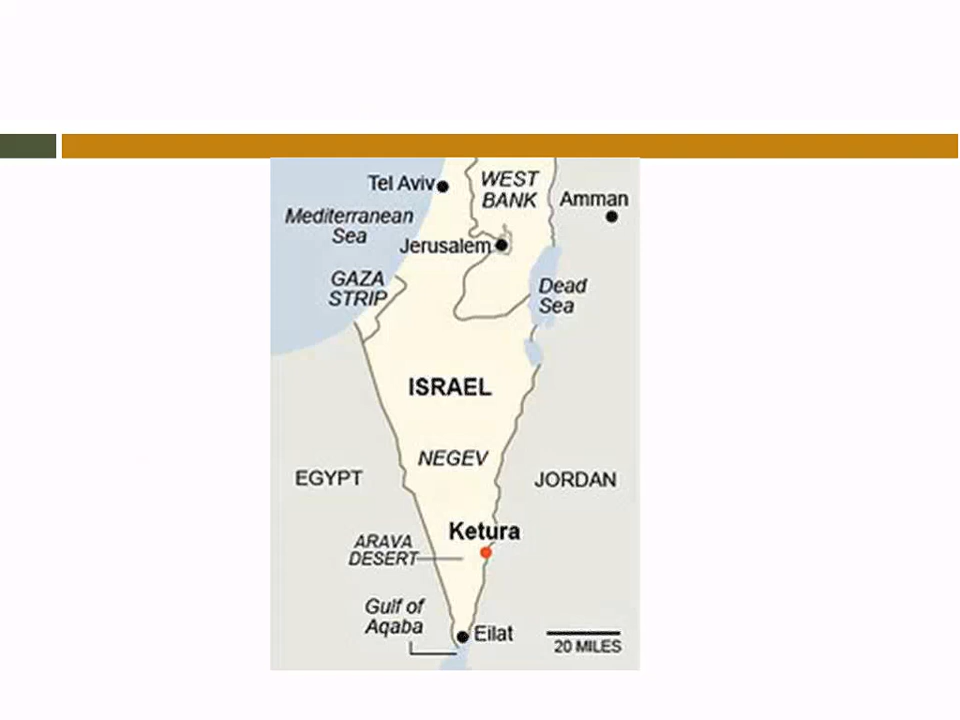 Tel Aviv
WEST
BANK
Amman
Mediterranean
Sea
Jerusalem
GAZA
STRIP
Dead
Sea
ISRAEL
NEGEV
EGYPT
JORDAN
Ketura
ARAVA
DESERT
Gulf of
Aqaba
Eilat
20 MILES